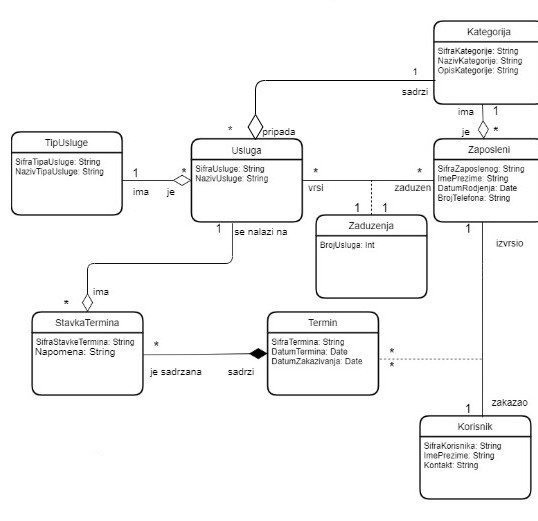 Kategorija
SifraKategorije: String
NazivKategorije: String
OpisKategorije: String
1
sadrzi
ima 1
je *
* pripada
TipUsluge
SifraTipaUsluge: String
NazivTipaUsluge: String
1 *
ima je
Usluga
SifraUsluge: String
NazivUsluge: String
* *
vrsi zaduzen
Zaposleni
SifraZaposlenog: String
ImePrezime: String
DatumRodjenja: Date
BrojTelefona: String
1 1
Zaduzenja
BrojUsluga: Int
1 se nalazi na
1
izvrsio
ima
*
StavkaTermina
SifraStavkeTermina: String
Napomena: String
*
je sadrzana sadrzi
Termin
SifraTermina: String
DatumTermina: Date
DatumZakazivanja: Date
*
*
zakazao
1
Korisnik
SifraKorisnika: String
ImePrezime: String
Kontakt: String